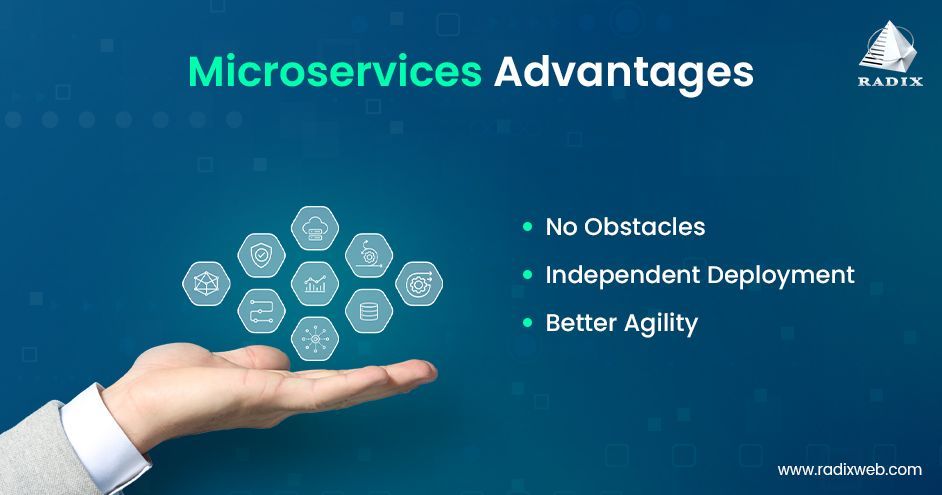 Microservices Advantages
RADIX
No Obstacles
Independent Deployment
Better Agility
www.radixweb.com